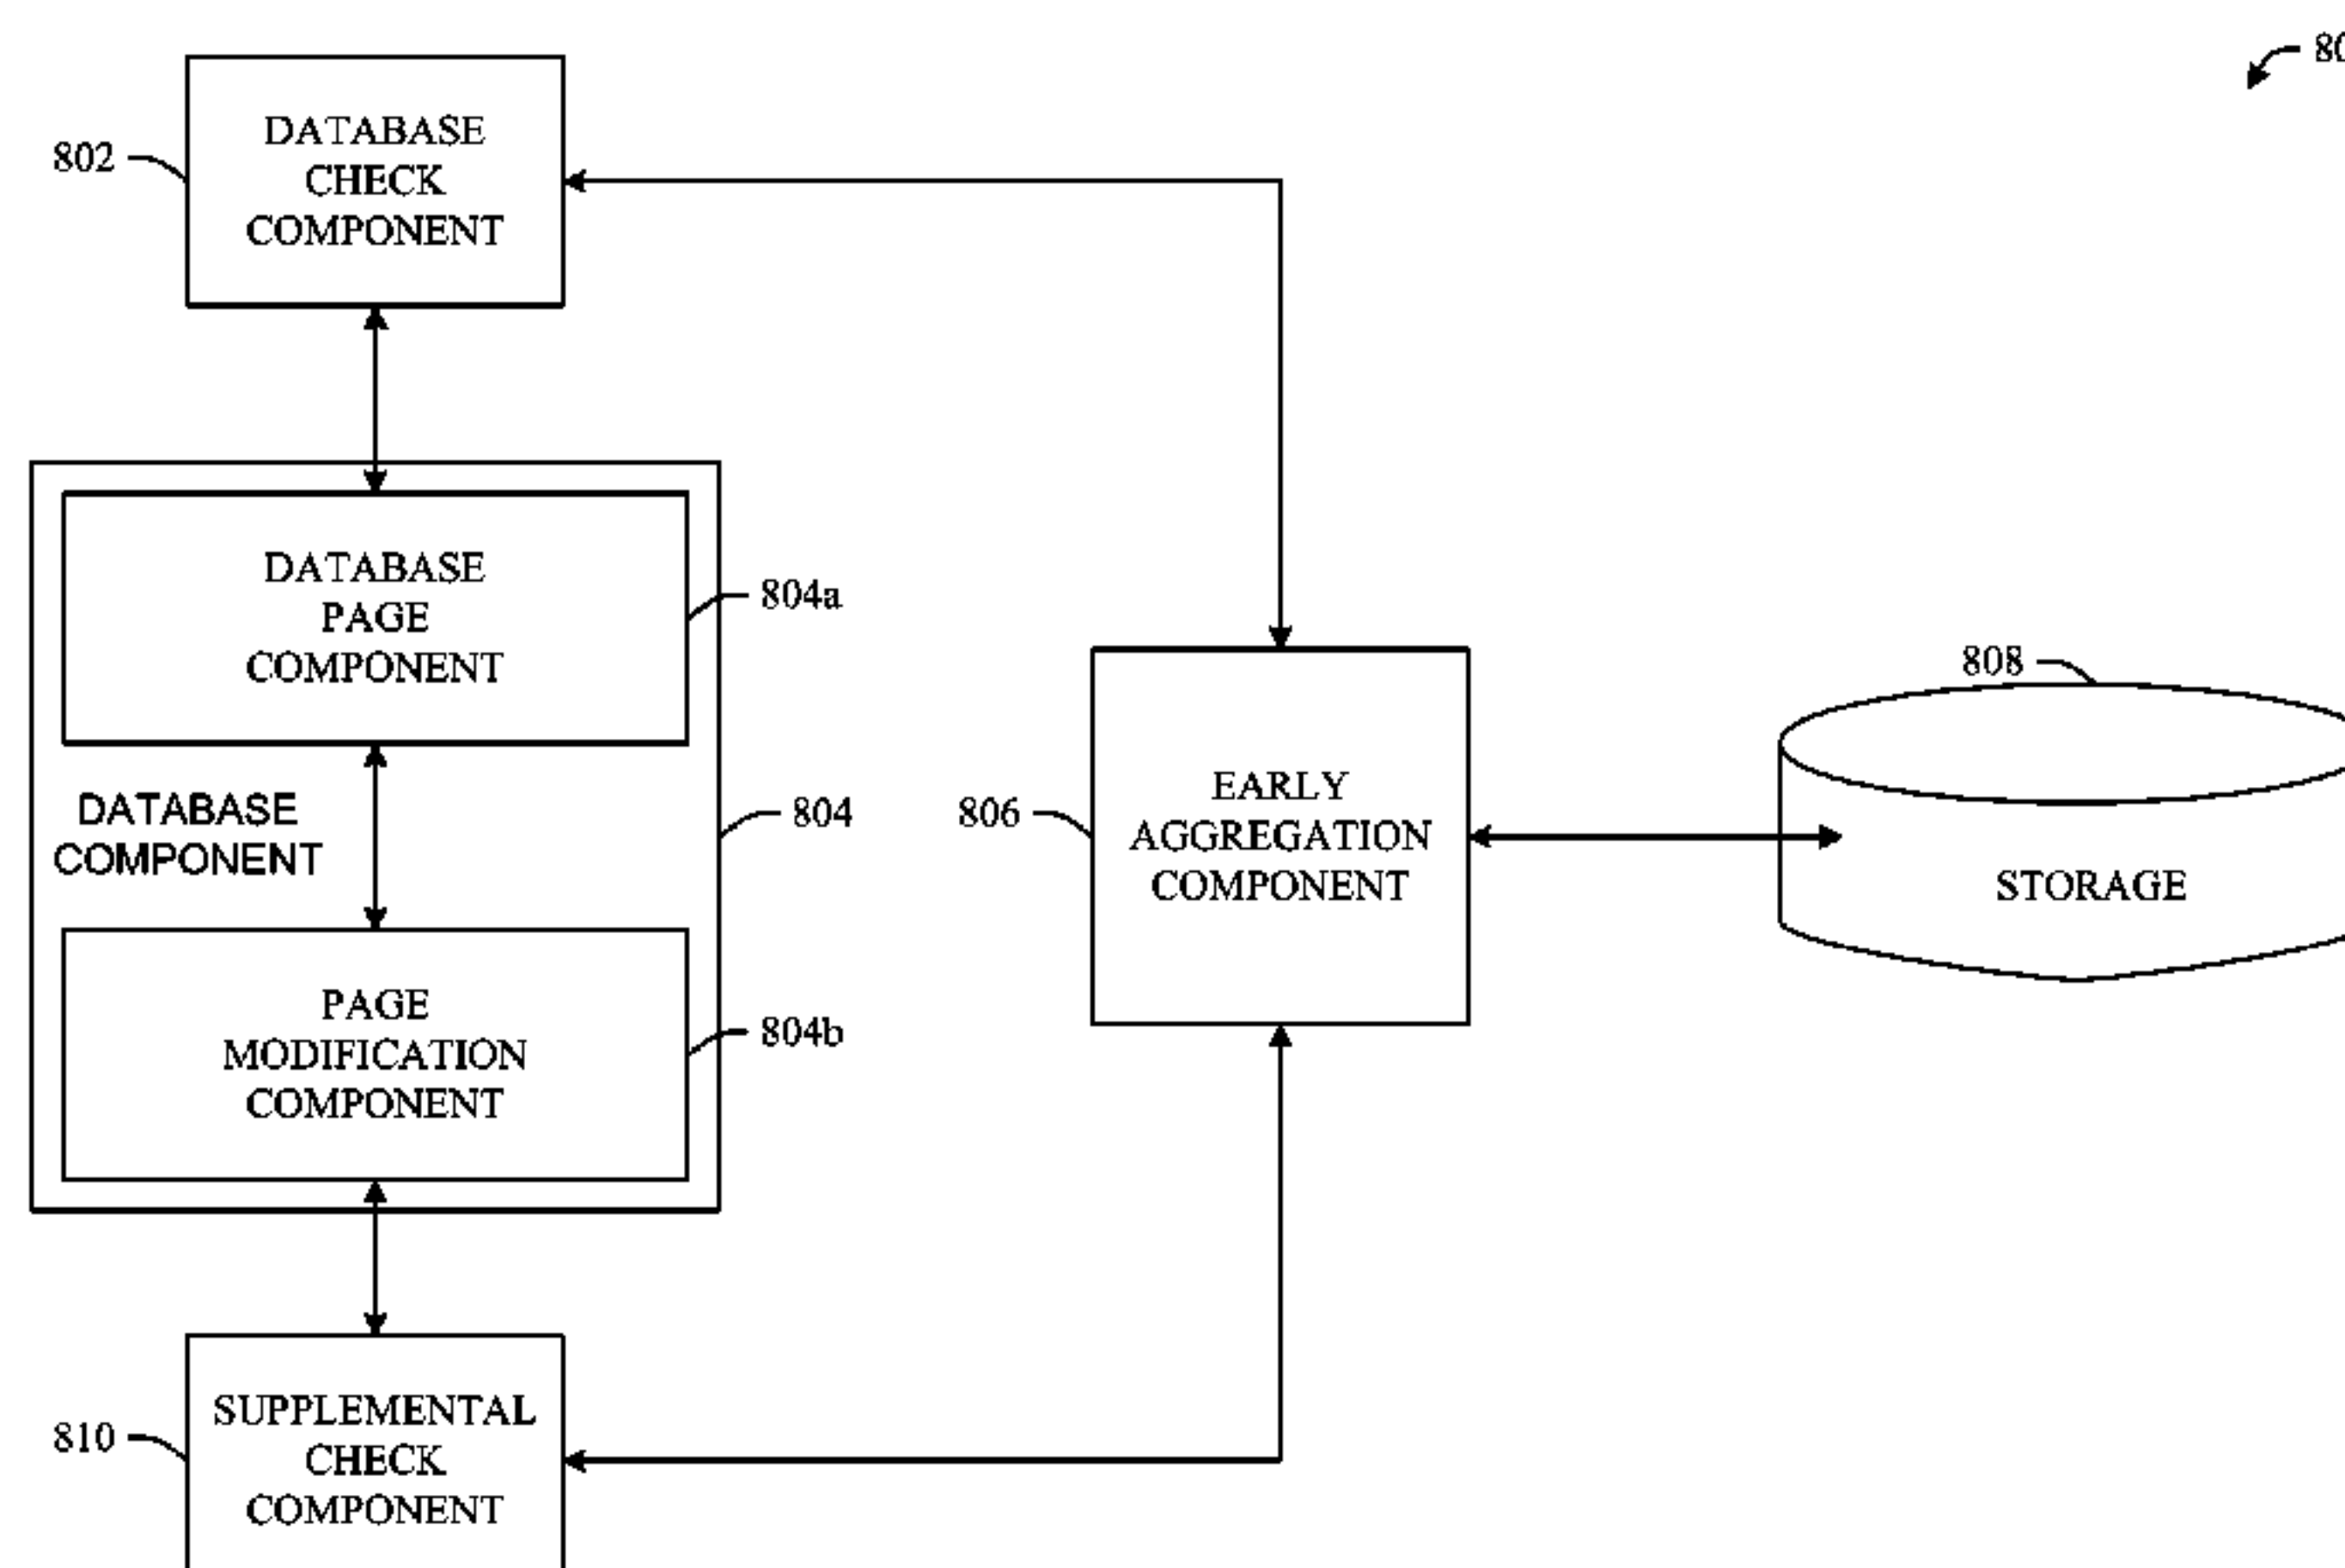 802
DATABASE
CHECK
COMPONENT
DATABASE
PAGE
COMPONENT
804a
DATABASE
COMPONENT
804
PAGE
MODIFICATION
COMPONENT
804b
810
SUPPLEMENTAL
CHECK
COMPONENT
806
EARLY
AGGREGATION
COMPONENT
808
STORAGE